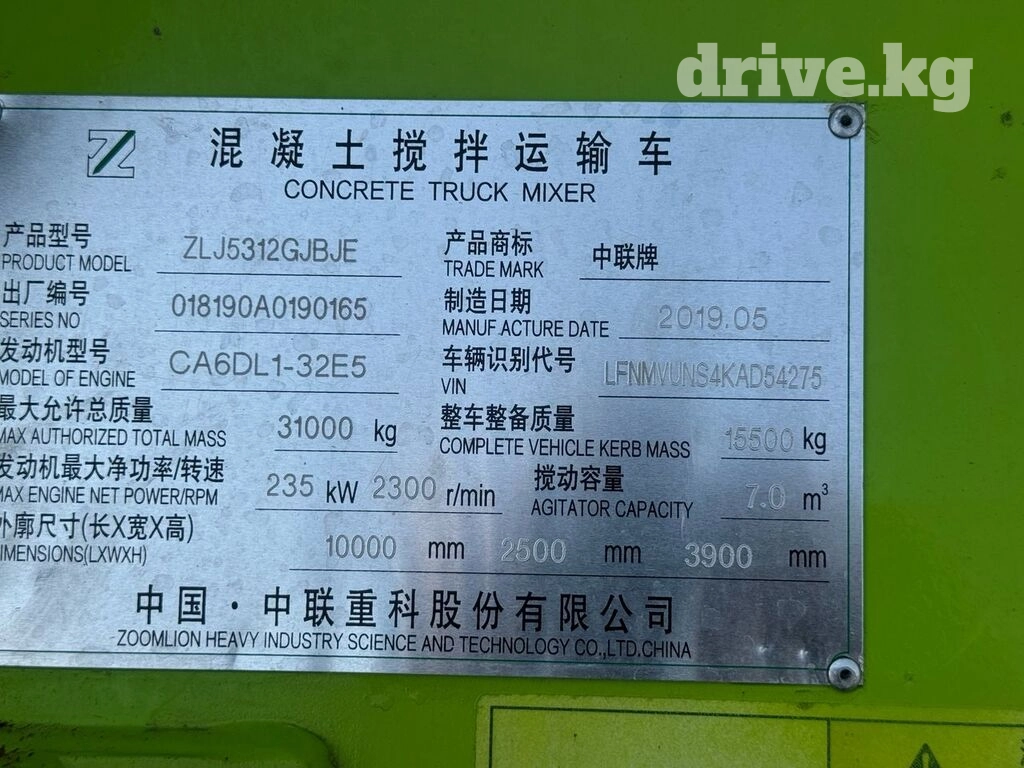 drive.kg
混凝土搅拌运输车
CONCRETE TRUCK MIXER
产品型号 ZLJ5312GJBJE 产品商标 中联牌
PRODUCT MODEL TRADE MARK
出厂编号 018190A0190165 制造日期 2019.05
SERIES NO MANUFACTURE DATE
发动机型号 CA6DL1-32E5 车辆识别代号 LFNMVUNS4KAD54275
MODEL OF ENGINE VIN
最大允许总质量 31000 kg 整车整备质量 15500 kg
MAX AUTHORIZED TOTAL MASS COMPLETE VEHICLE KERB MASS
发动机最大净功率/转速 235 kW 2300 r/min 搅动容量 7.0 m³
MAX ENGINE NET POWER/RPM AGITATOR CAPACITY
外廓尺寸(长X宽X高) 10000 mm 2500 mm 3900 mm
DIMENSIONS(LXWXH)
中国·中联重科股份有限公司
ZOOMLION HEAVY INDUSTRY SCIENCE AND TECHNOLOGY CO.,LTD.CHINA